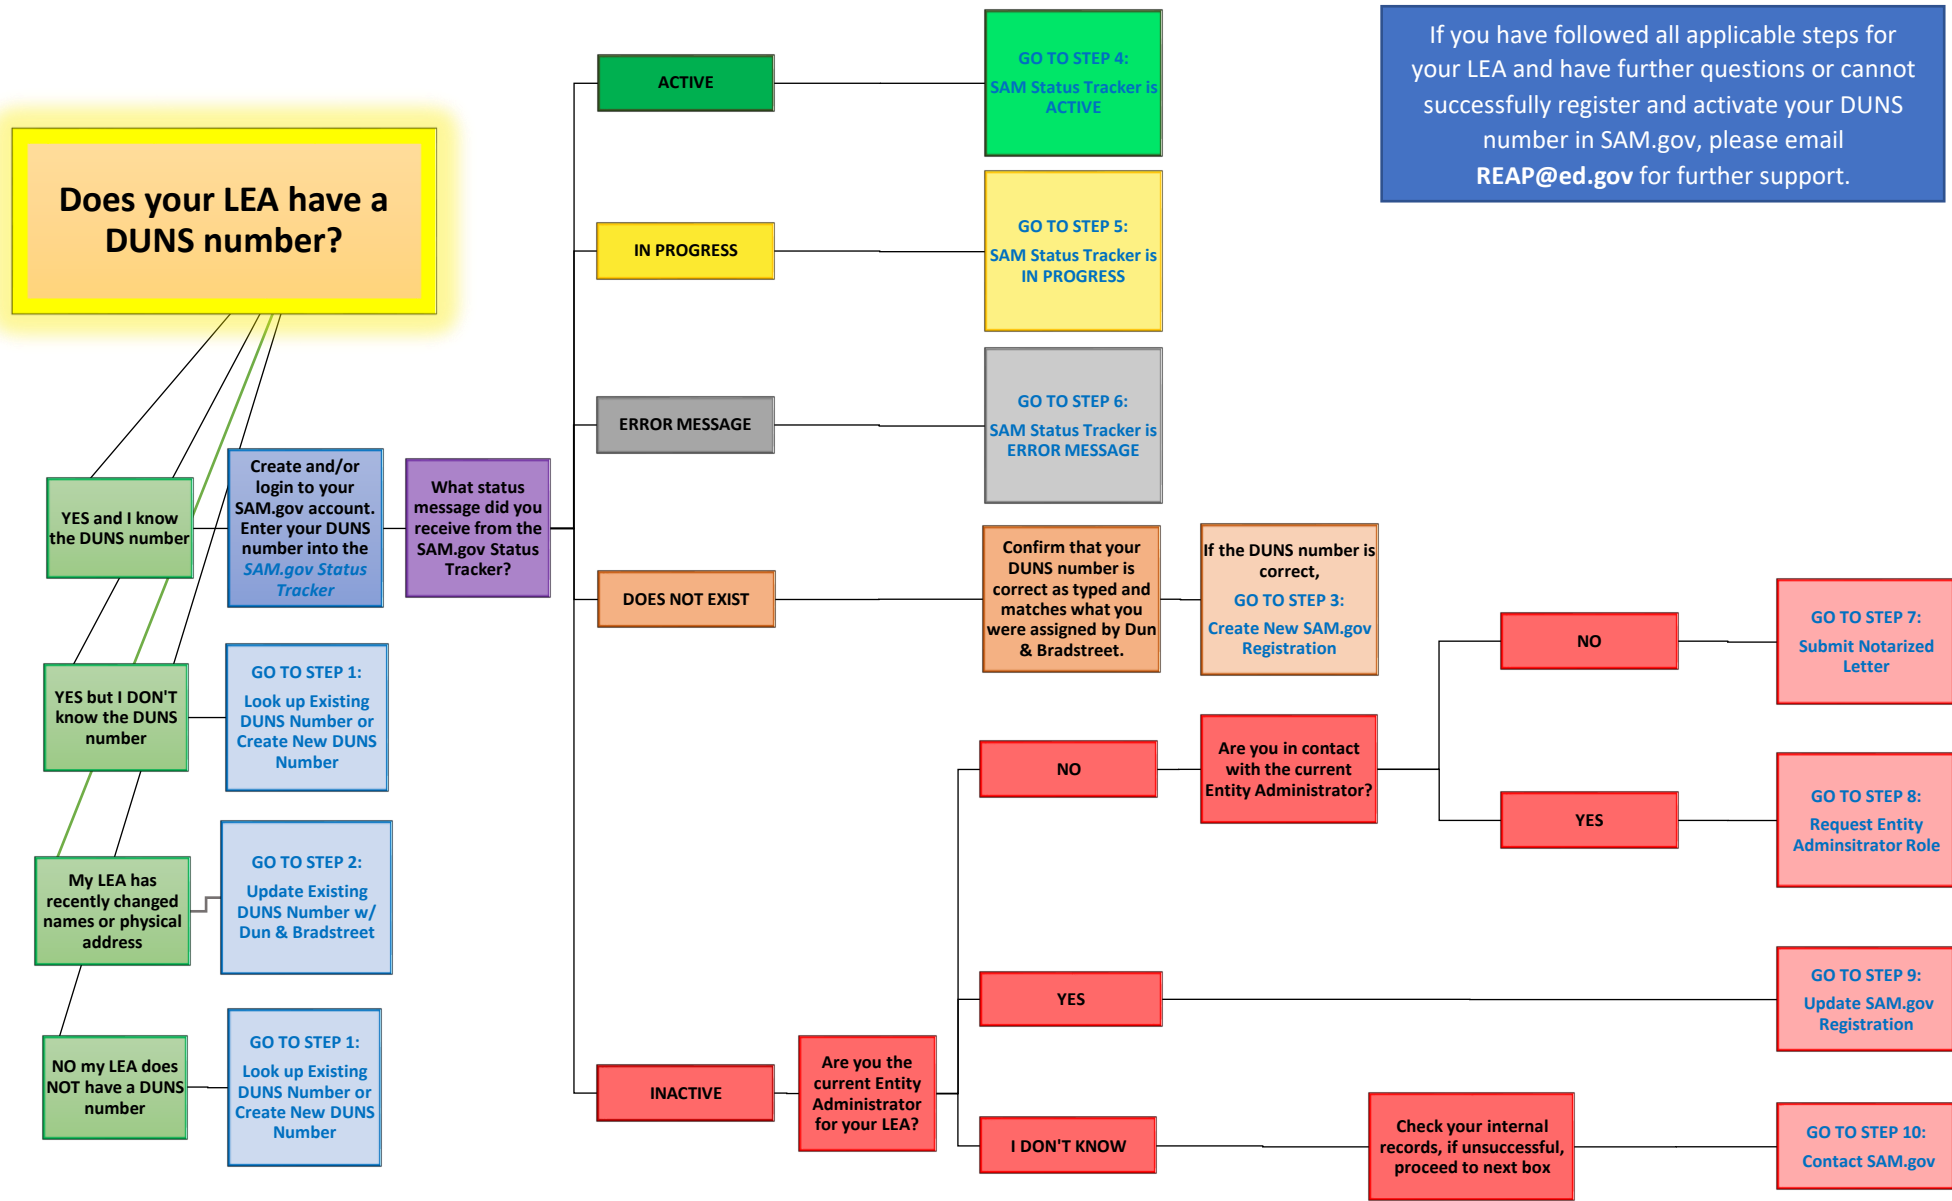 Does your LEA have a
DUNS number?
If you have followed all applicable steps for
your LEA and have further questions or cannot
successfully register and activate your DUNS
number in SAM.gov, please email
REAP@ed.gov for further support.
YES and I know
the DUNS number
Create and/or
login to your
SAM.gov account.
Enter your DUNS
number into the
SAM.gov Status
Tracker
What status
message did you
receive from the
SAM.gov Status
Tracker?
ACTIVE
GO TO STEP 4:
SAM Status Tracker is
ACTIVE
IN PROGRESS
GO TO STEP 5:
SAM Status Tracker is
IN PROGRESS
ERROR MESSAGE
GO TO STEP 6:
SAM Status Tracker is
ERROR MESSAGE
DOES NOT EXIST
Confirm that your
DUNS number is
correct as typed and
matches what you
were assigned by Dun
& Bradstreet.
If the DUNS number is
correct,
GO TO STEP 3:
Create New SAM.gov
Registration
INACTIVE
Are you the
current Entity
Administrator
for your LEA?
NO
Are you in contact
with the current
Entity Administrator?
NO
GO TO STEP 7:
Submit Notarized
Letter
YES
GO TO STEP 8:
Request Entity
Adminsitrator Role
YES
GO TO STEP 9:
Update SAM.gov
Registration
I DON'T KNOW
Check your internal
records, if unsuccessful,
proceed to next box
GO TO STEP 10:
Contact SAM.gov
YES but I DON'T
know the DUNS
number
GO TO STEP 1:
Look up Existing
DUNS Number or
Create New DUNS
Number
My LEA has
recently changed
names or physical
address
GO TO STEP 2:
Update Existing
DUNS Number w/
Dun & Bradstreet
NO my LEA does
NOT have a DUNS
number
GO TO STEP 1:
Look up Existing
DUNS Number or
Create New DUNS
Number